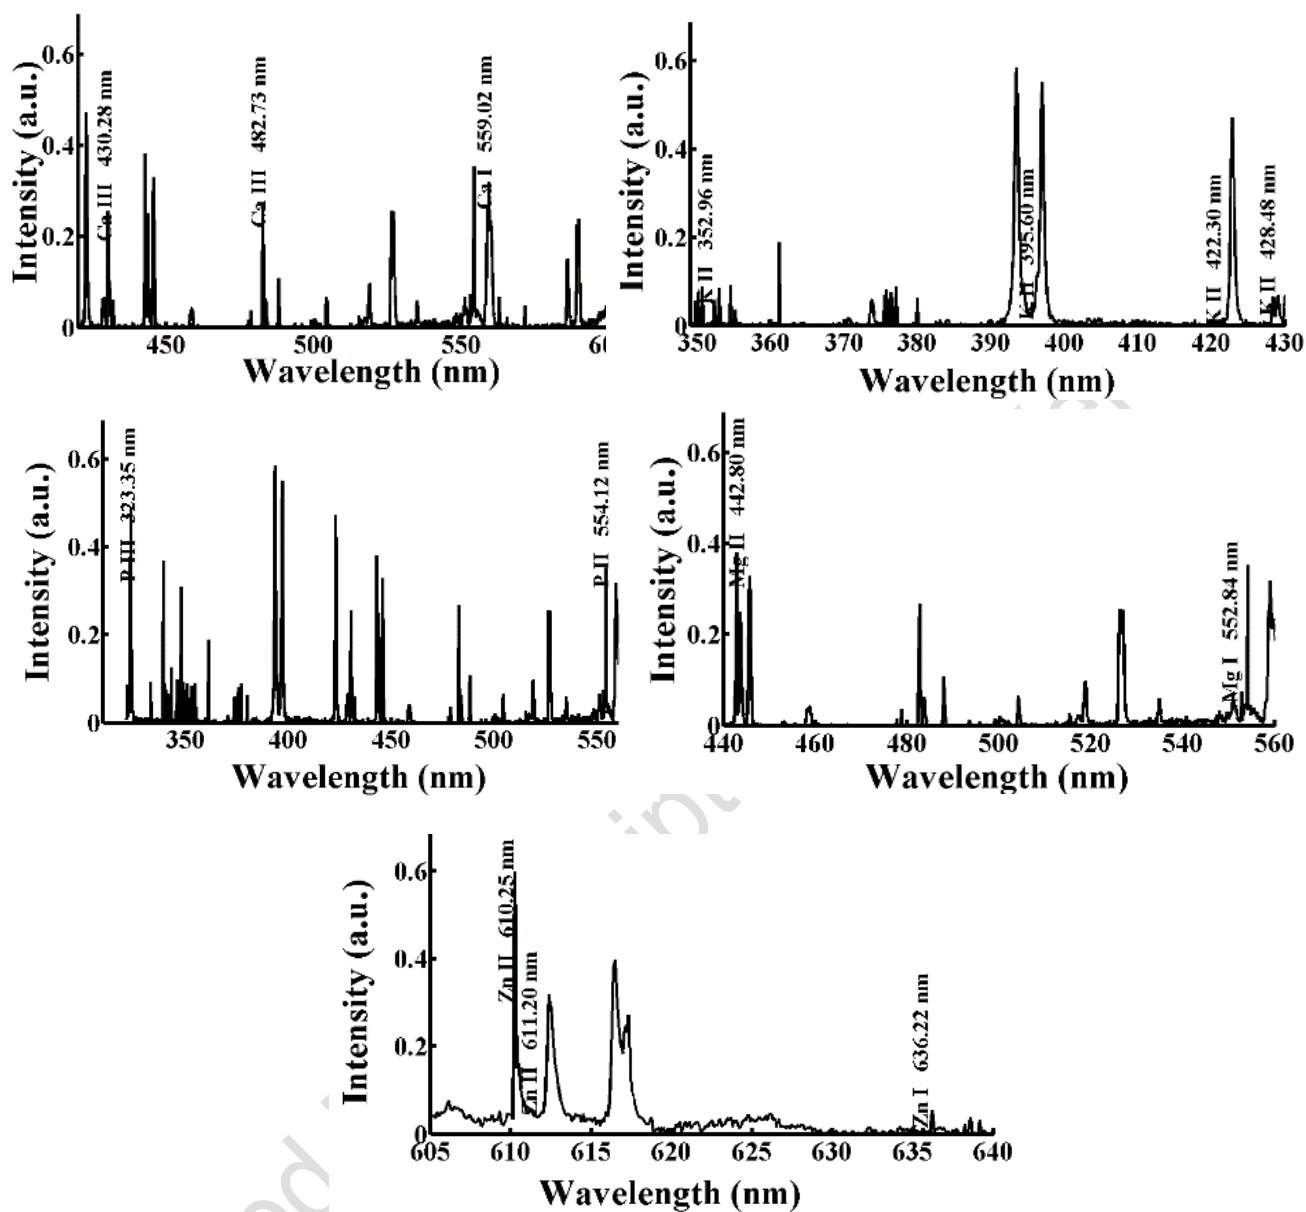 Intensity (a.u.)
0.6
0.4
0.2
0
Ca III 430.28 nm
Ca III 482.73 nm
Ca I 559.02 nm
450 500 550
Wavelength (nm)
Intensity (a.u.)
0.6
0.4
0.2
0
K II 352.96 nm
K II 395.60 nm
K II 422.30 nm
K II 428.48 nm
350 360 370 380 390 400 410 420 430
Wavelength (nm)
Intensity (a.u.)
0.6
0.4
0.2
0
P III 323.35 nm
P II 554.12 nm
350 400 450 500 550
Wavelength (nm)
Intensity (a.u.)
0.6
0.4
0.2
0
Mg II 442.80 nm
Mg I 552.84 nm
440 460 480 500 520 540 560
Wavelength (nm)
Intensity (a.u.)
0.6
0.4
0.2
0
Zn II 610.25 nm
Zn II 611.20 nm
Zn I 636.22 nm
605 610 615 620 625 630 635 640
Wavelength (nm)